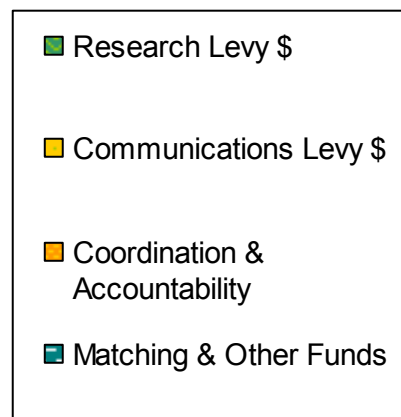 Research Levy $
Communications Levy $
Coordination &
Accountability
Matching & Other Funds